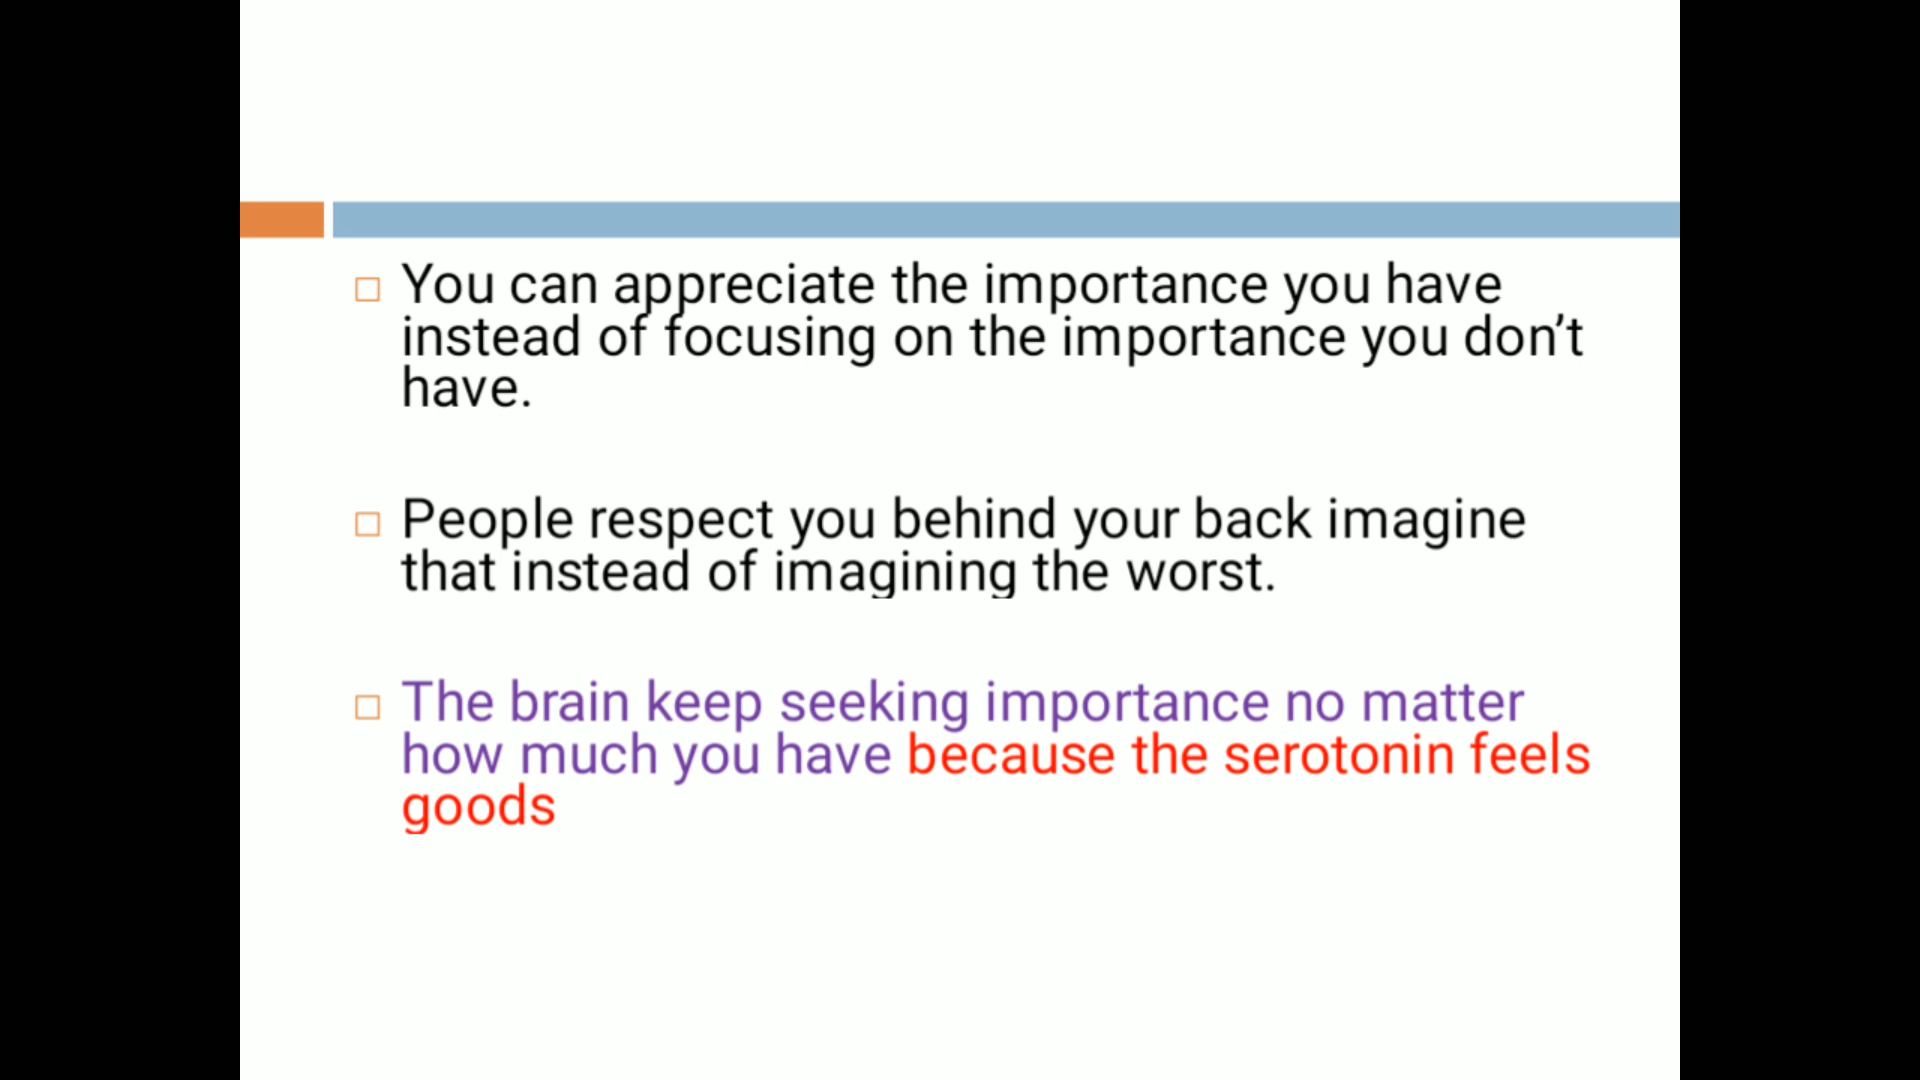 You can appreciate the importance you have
instead of focusing on the importance you don’t
have.
People respect you behind your back imagine
that instead of imagining the worst.
The brain keep seeking importance no matter
how much you have because the serotonin feels
goods